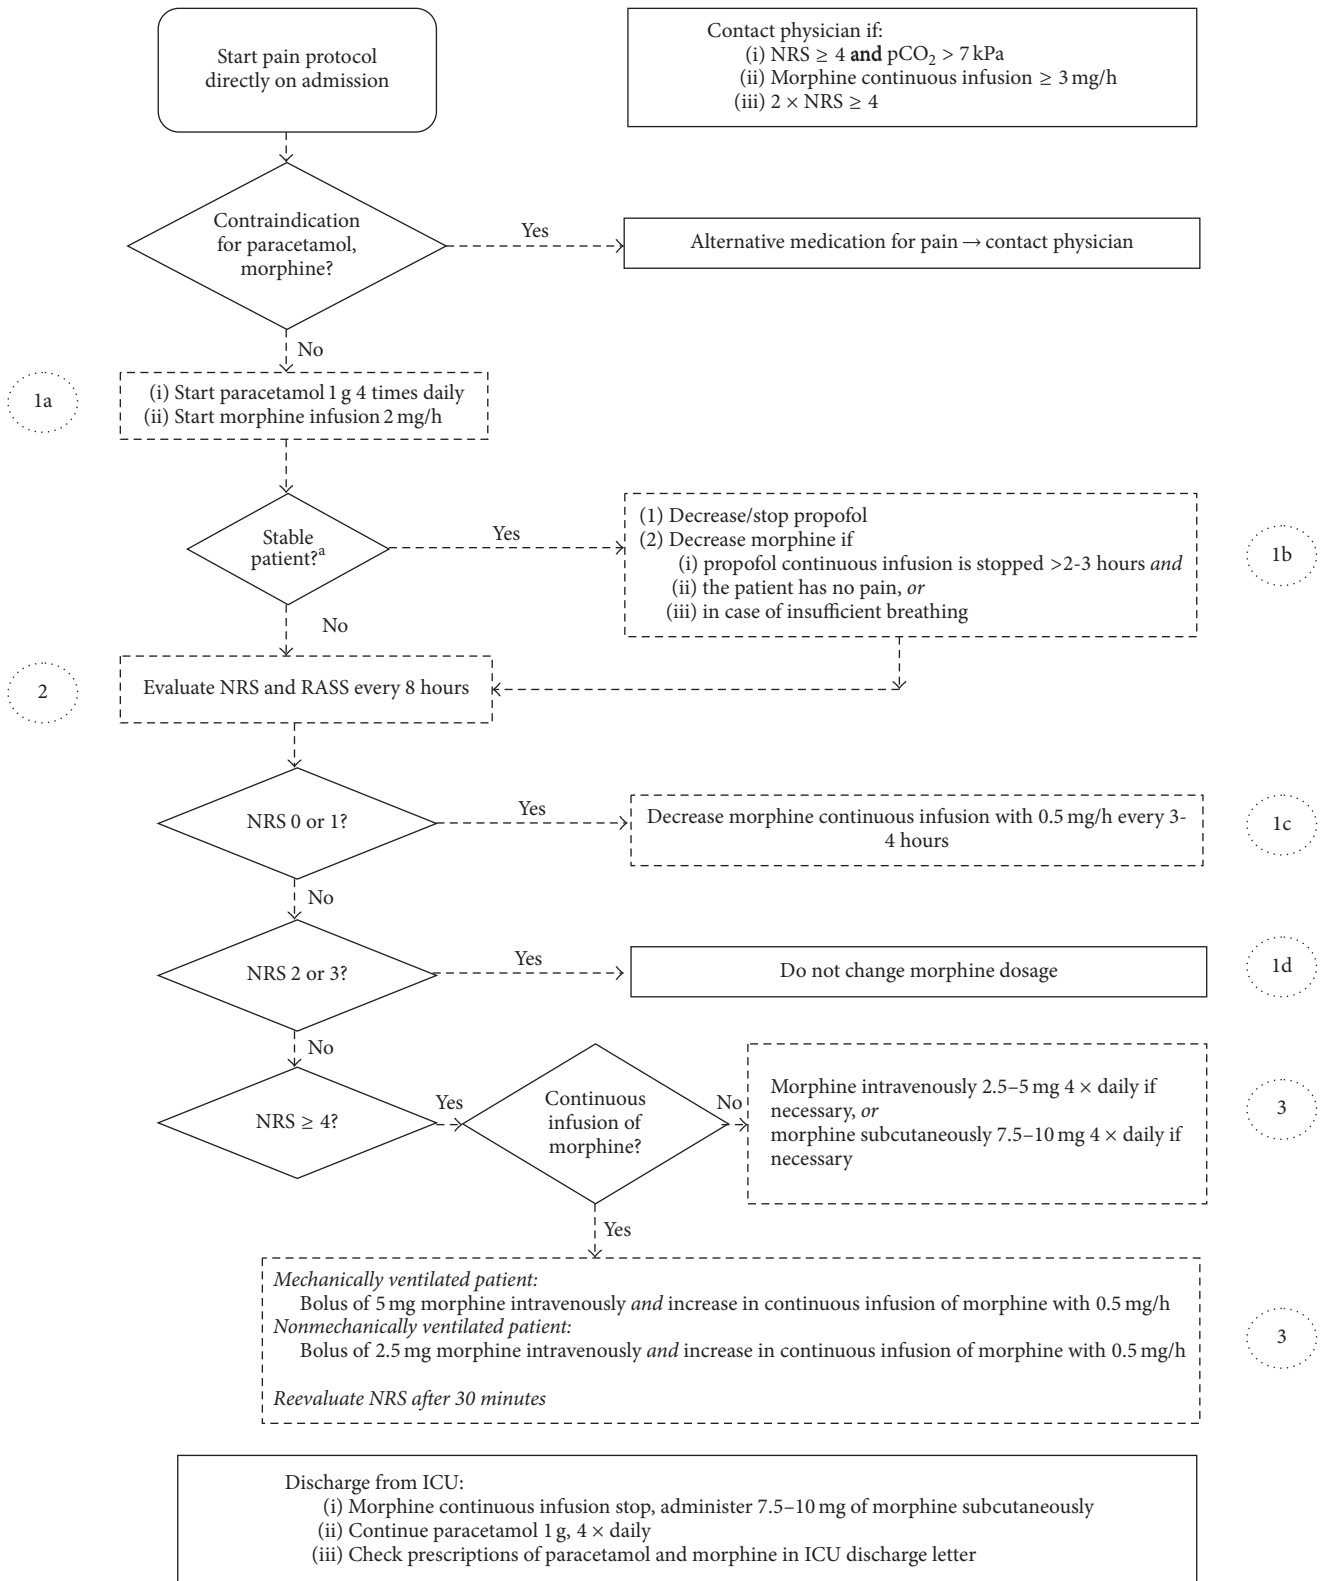 Start pain protocol
directly on admission
Contact physician if:
(i) NRS ≥ 4 and pCO₂ > 7 kPa
(ii) Morphine continuous infusion ≥ 3 mg/h
(iii) 2 × NRS ≥ 4
Contraindication
for paracetamol,
morphine?
Yes
Alternative medication for pain → contact physician
No
1a
(i) Start paracetamol 1 g 4 times daily
(ii) Start morphine infusion 2 mg/h
Stable
patient?ᵃ
Yes
(1) Decrease/stop propofol
(2) Decrease morphine if
(i) propofol continuous infusion is stopped >2-3 hours and
(ii) the patient has no pain, or
(iii) in case of insufficient breathing
1b
No
2
Evaluate NRS and RASS every 8 hours
NRS 0 or 1?
Yes
Decrease morphine continuous infusion with 0.5 mg/h every 3-
4 hours
1c
No
NRS 2 or 3?
Yes
Do not change morphine dosage
1d
No
NRS ≥ 4?
Yes
Continuous
infusion of
morphine?
No
Morphine intravenously 2.5–5 mg 4 × daily if
necessary, or
morphine subcutaneously 7.5–10 mg 4 × daily if
necessary
3
Yes
Mechanically ventilated patient:
Bolus of 5 mg morphine intravenously and increase in continuous infusion of morphine with 0.5 mg/h
Nonmechanically ventilated patient:
Bolus of 2.5 mg morphine intravenously and increase in continuous infusion of morphine with 0.5 mg/h
Reevaluate NRS after 30 minutes
3
Discharge from ICU:
(i) Morphine continuous infusion stop, administer 7.5–10 mg of morphine subcutaneously
(ii) Continue paracetamol 1 g, 4 × daily
(iii) Check prescriptions of paracetamol and morphine in ICU discharge letter